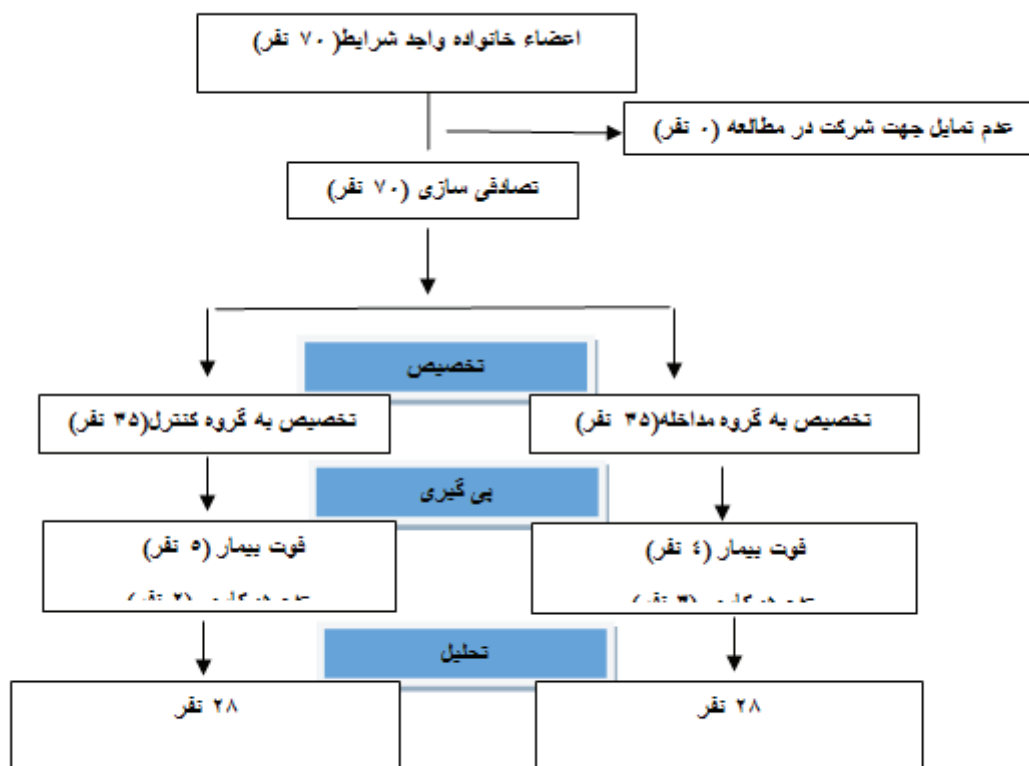 اعضاء خانواده واجد شرایط( ۷۰ نفر)
عدم تمایل جهت شرکت در مطالعه (۰ نفر)
تصادفی سازی (۷۰ نفر)
تخصیص
تخصیص به گروه مداخله(۳۵ نفر)
تخصیص به گروه کنترل(۳۵ نفر)
پی گیری
فوت بیمار (٤ نفر)
فوت بیمار (٥ نفر)
تحلیل
۲۸ نفر
۲۸ نفر